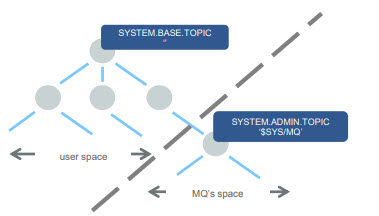 SYSTEM.BASE.TOPIC
"
SYSTEM.ADMIN.TOPIC
'$SYS/MQ'
user space
MQ's space